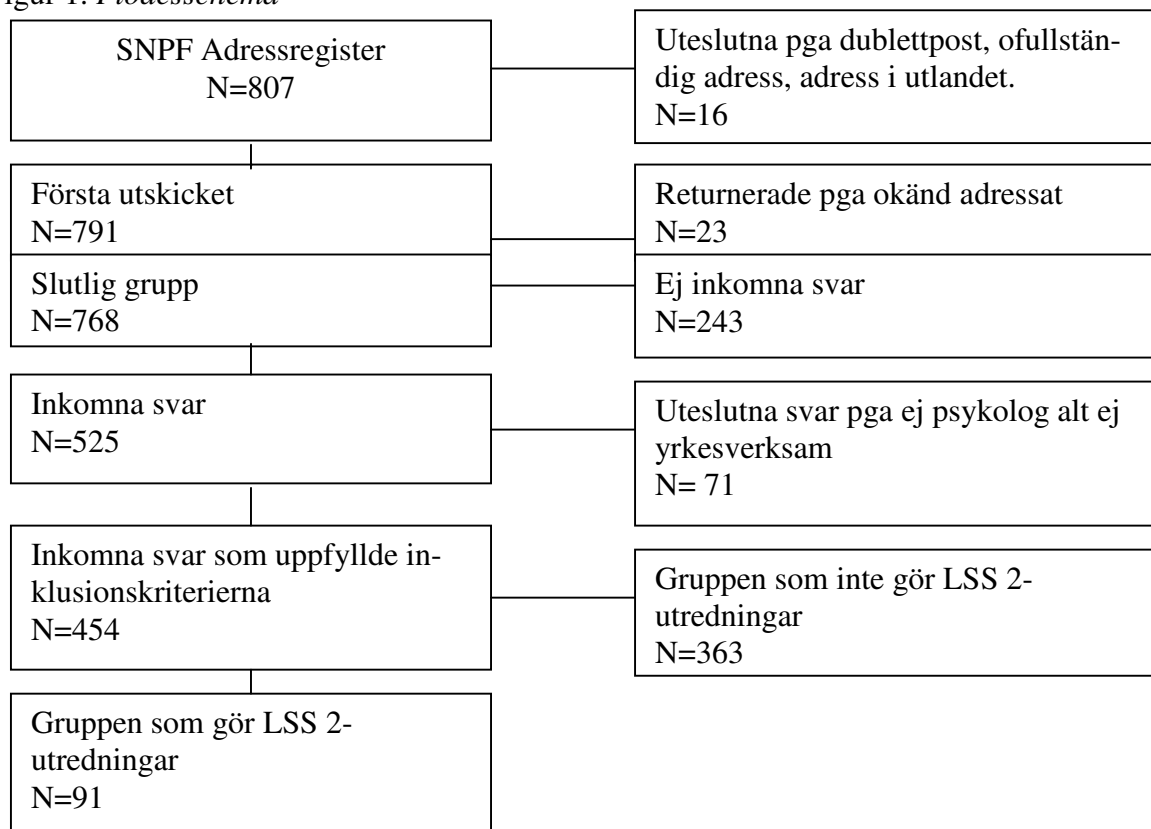 Figur 1. Flödesschema
SNPF Adressregister
N=807
Uteslutna pga dublettpost, ofullstän-
dig adress, adress i utlandet.
N=16
Första utskicket
N=791
Returnerade pga okänd adressat
N=23
Slutlig grupp
N=768
Ej inkomna svar
N=243
Inkomna svar
N=525
Uteslutna svar pga ej psykolog alt ej
yrkesverksam
N= 71
Inkomna svar som uppfyllde in-
klusionskriterierna
N=454
Gruppen som inte gör LSS 2-
utredningar
N=363
Gruppen som gör LSS 2-
utredningar
N=91